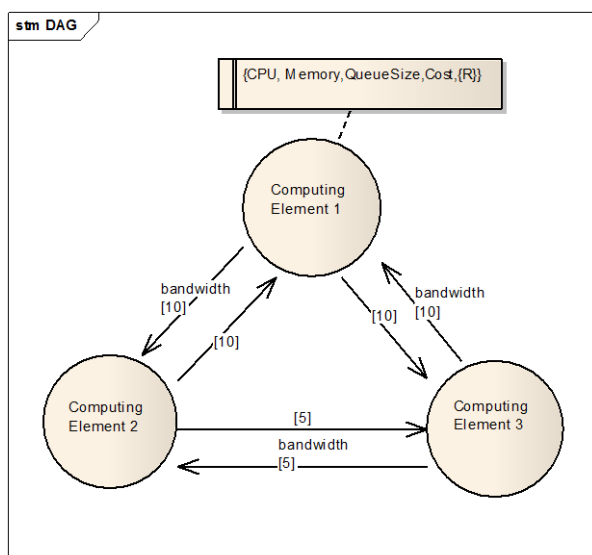 stm DAG
{CPU, Memory,QueueSize,Cost,{R}}
Computing
Element 1
bandwidth
[10]
bandwidth
[10]
[10]
[10]
Computing
Element 2
Computing
Element 3
[5]
bandwidth
[5]